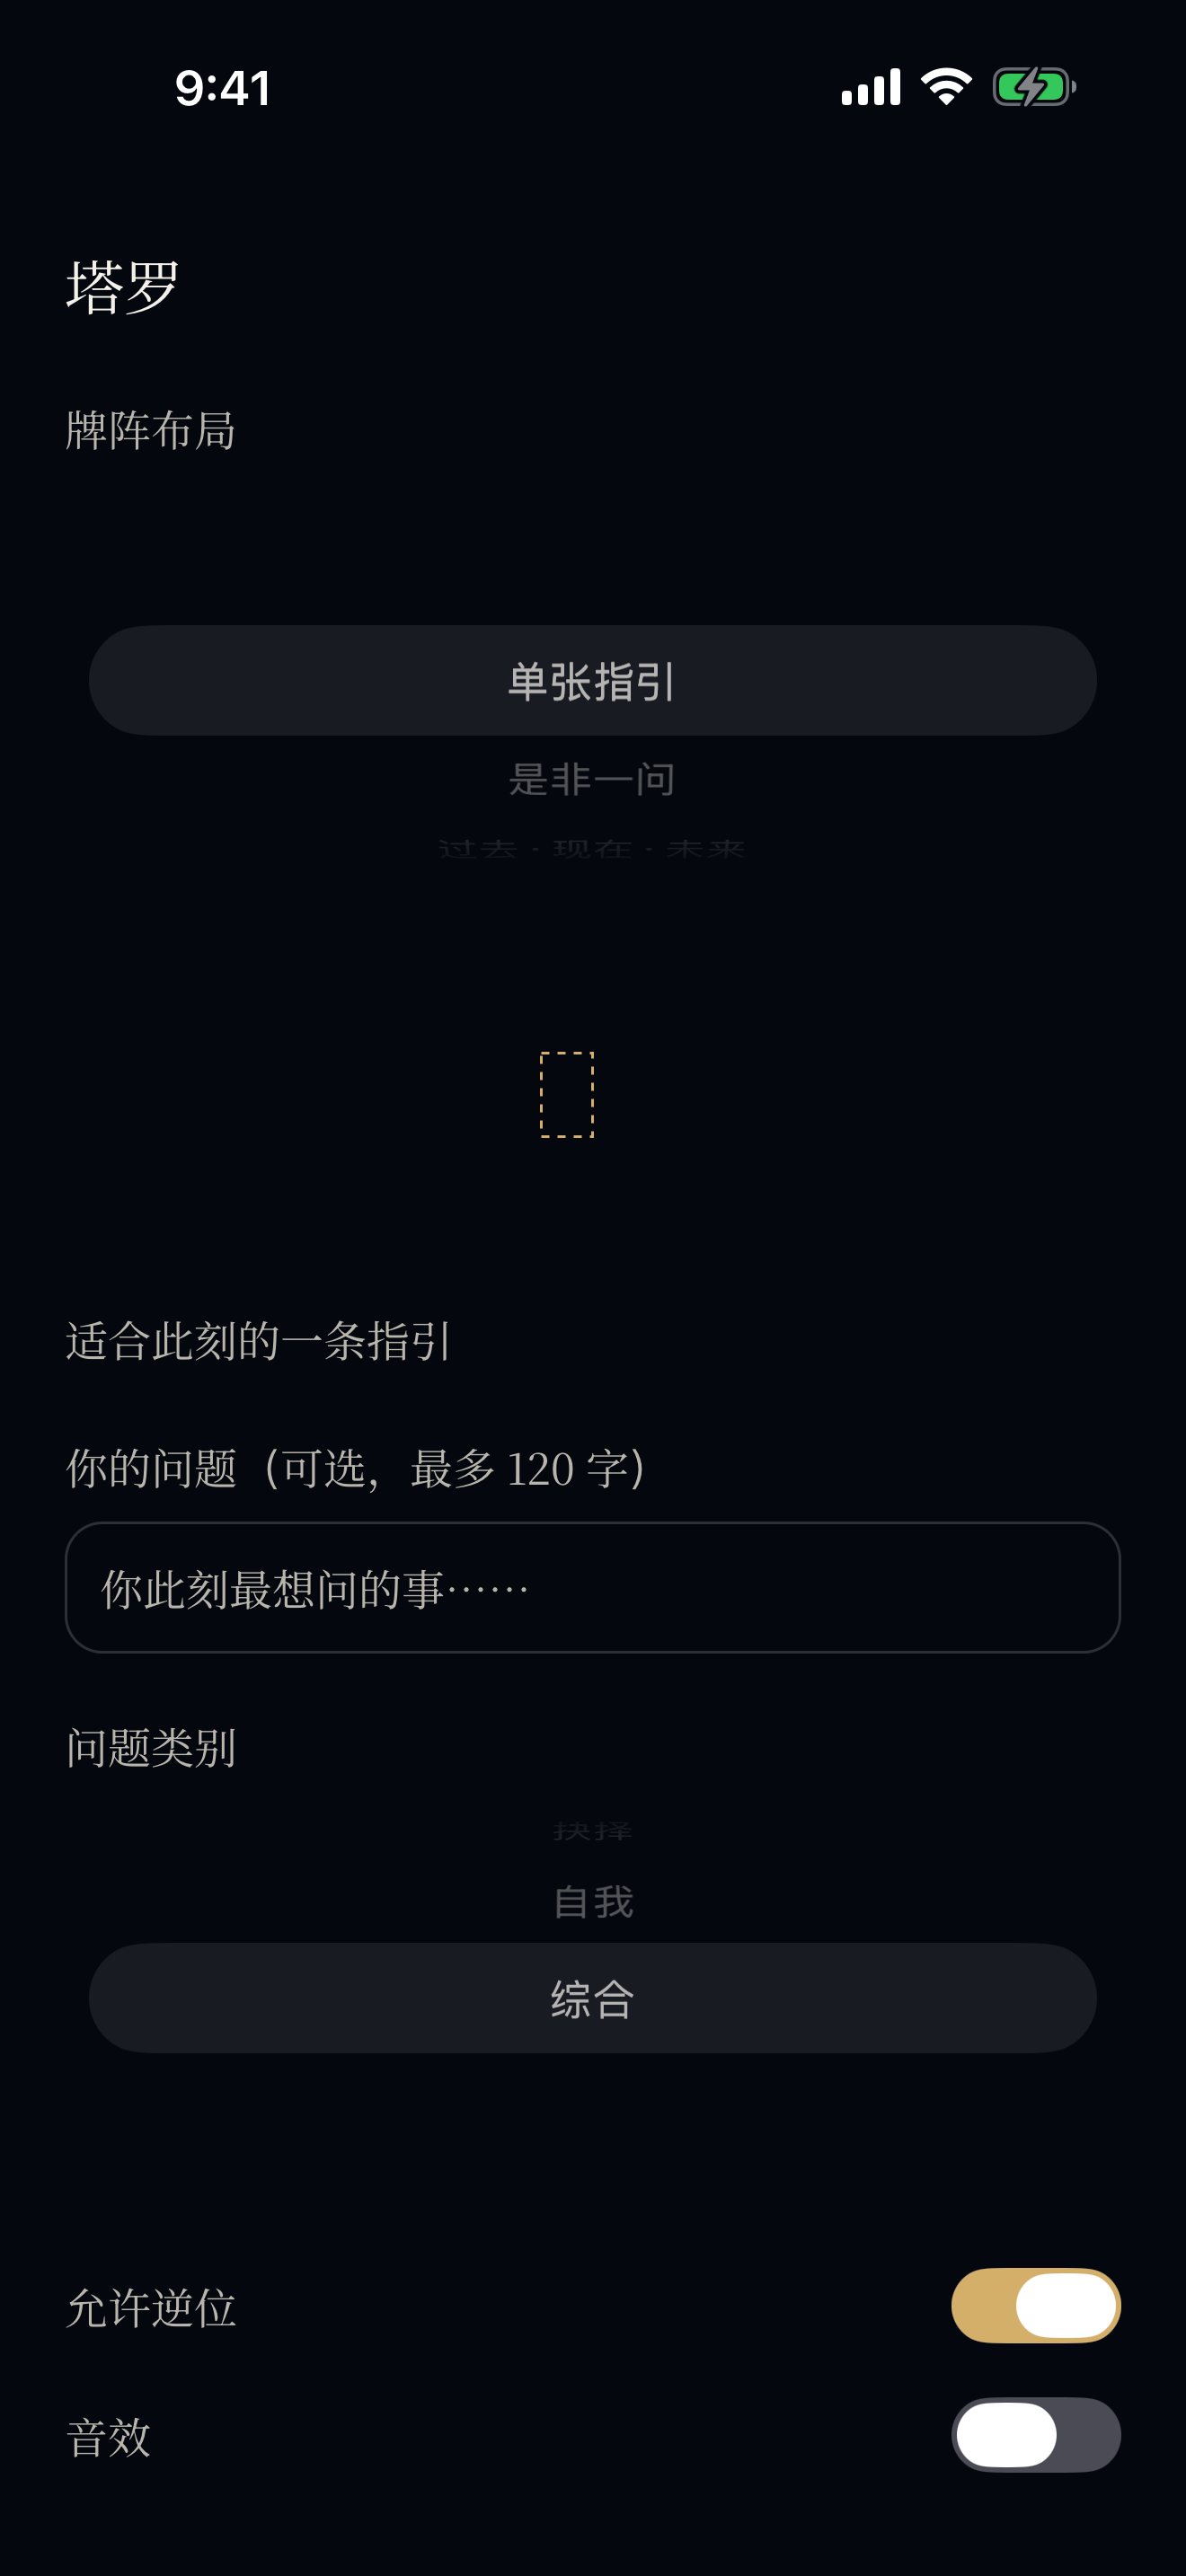 9:41
塔罗
牌阵布局
单张指引
是非一问
过去 · 现在 · 未来
适合此刻的一条指引
你的问题（可选，最多 120 字）
你此刻最想问的事……
问题类别
抉择
自我
综合
允许逆位
音效